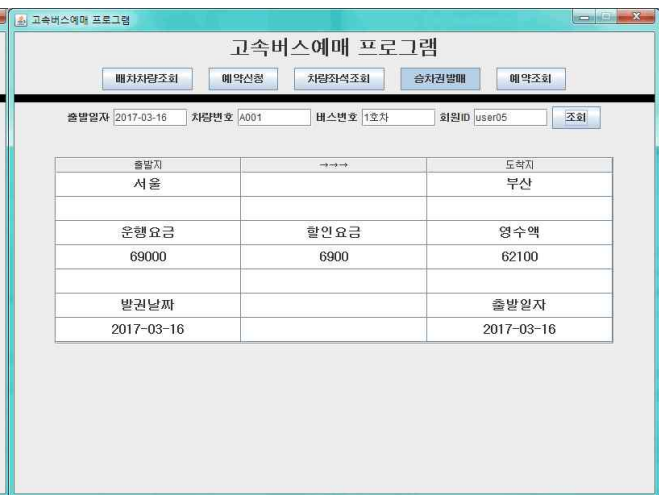 고속버스예매 프로그램
고속버스예매 프로그램
배차차량조회 예약신청 차량좌석조회 승차권발매 예약조회
출발일자 2017-03-16 차량번호 A001 버스번호 1호차 회원ID user05 조회
출발지 →→→ 도착지
서울 부산
운행요금 할인요금 영수액
69000 6900 62100
발권날짜 출발일자
2017-03-16 2017-03-16